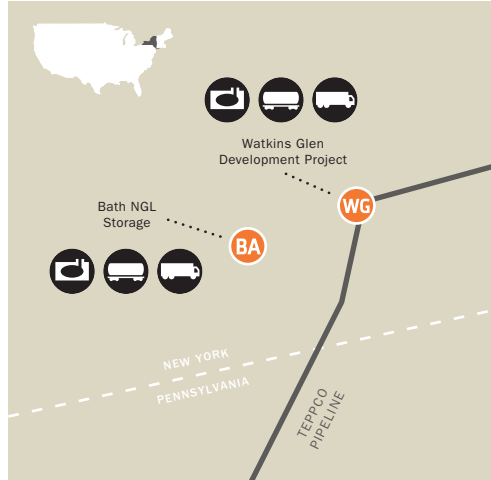 Watkins Glen
Development Project
WG
Bath NGL
Storage
BA
NEW YORK
PENNSYLVANIA
TEPPCO
PIPELINE